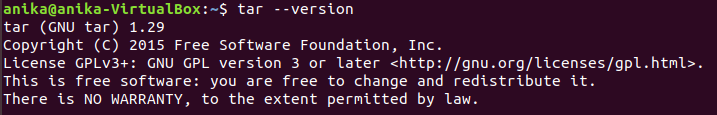 anika@anika-VirtualBox:~$ tar --version
tar (GNU tar) 1.29
Copyright (C) 2015 Free Software Foundation, Inc.
License GPLv3+: GNU GPL version 3 or later <http://gnu.org/licenses/gpl.html>.
This is free software: you are free to change and redistribute it.
There is NO WARRANTY, to the extent permitted by law.